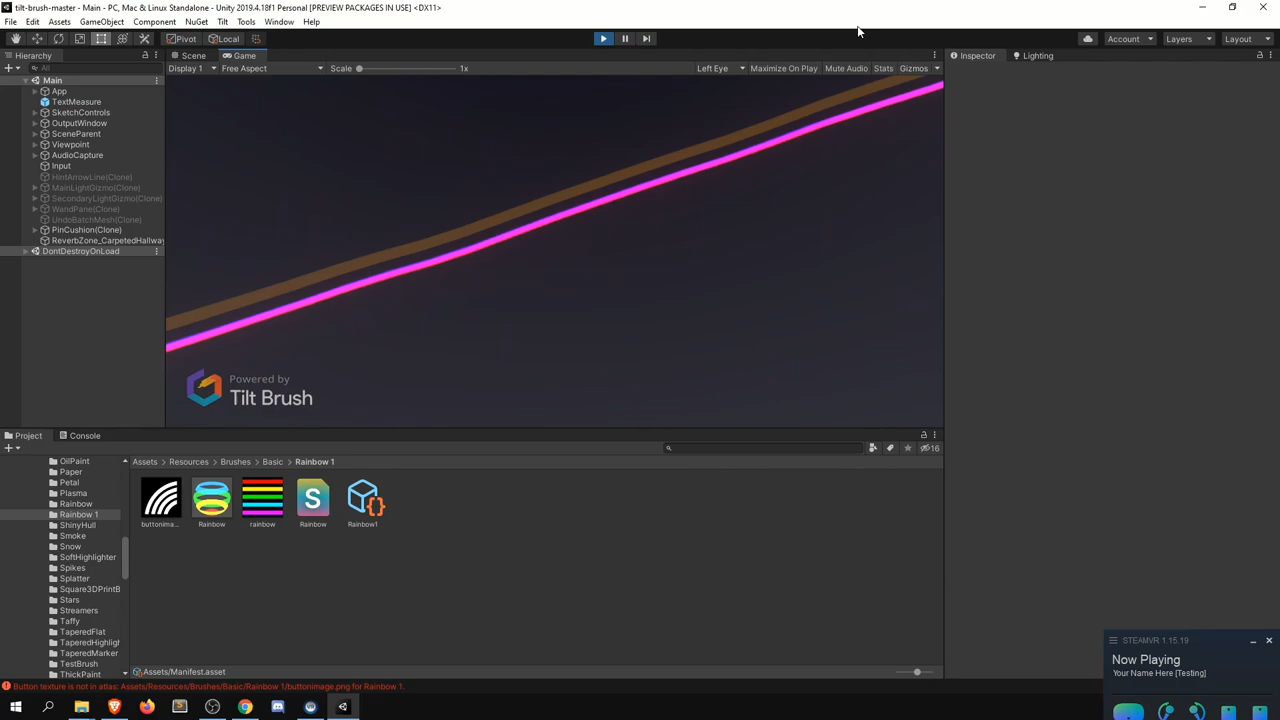 tilt-brush-master - Main - PC, Mac & Linux Standalone - Unity 2019.4.18f1 Personal [PREVIEW PACKAGES IN USE] <DX11>
File Edit Assets GameObject Component NuGet Tilt Tools Window Help
Pivot Local Account Layers Layout
Hierarchy Scene Game Inspector Lighting
All Display 1 Free Aspect Scale 1x Left Eye Maximize On Play Mute Audio Stats Gizmos
Main
App
TextMeasure
SketchControls
OutputWindow
SceneParent
Viewpoint
AudioCapture
Input
HintArrowLine(Clone)
MainLightGizmo(Clone)
SecondaryLightGizmo(Clone)
WandPane(Clone)
UndoBatchMesh(Clone)
PinCushion(Clone)
ReverbZone_CarpetedHallway
DontDestroyOnLoad
Powered by
Tilt Brush
Project Console
16
Assets > Resources > Brushes > Basic > Rainbow 1
OilPaint
Paper
Petal
Plasma
Rainbow
Rainbow 1
ShinyHull
Smoke
Snow
SoftHighlighter
Spikes
Splatter
Square3DPrintB
Stars
Streamers
Taffy
TaperedFlat
TaperedHighligh
TaperedMarker
TestBrush
ThickPaint
S
buttonima... Rainbow rainbow Rainbow Rainbow1
Assets/Manifest.asset
Button texture is not in atlas: Assets/Resources/Brushes/Basic/Rainbow 1/buttonimage.png for Rainbow 1.
STEAMVR 1.15.19
Now Playing
Your Name Here [Testing]